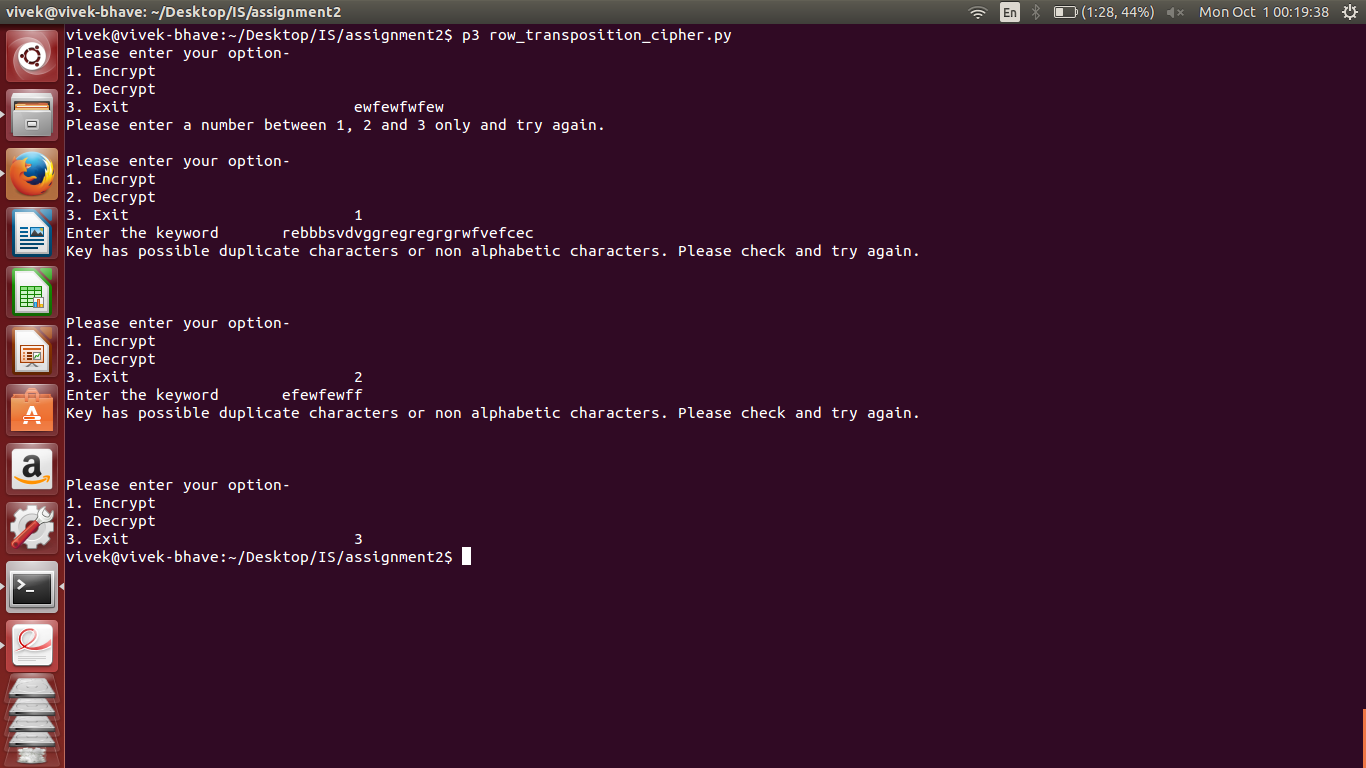 vivek@vivek-bhave: ~/Desktop/IS/assignment2 En (1:28, 44%) Mon Oct 1 00:19:38
vivek@vivek-bhave:~/Desktop/IS/assignment2$ p3 row_transposition_cipher.py
Please enter your option-
1. Encrypt
2. Decrypt
3. Exit ewfewfwfew
Please enter a number between 1, 2 and 3 only and try again.
Please enter your option-
1. Encrypt
2. Decrypt
3. Exit 1
Enter the keyword rebbbsvdvggregregrgrwfvefcec
Key has possible duplicate characters or non alphabetic characters. Please check and try again.
Please enter your option-
1. Encrypt
2. Decrypt
3. Exit 2
Enter the keyword efewfewff
Key has possible duplicate characters or non alphabetic characters. Please check and try again.
Please enter your option-
1. Encrypt
2. Decrypt
3. Exit 3
vivek@vivek-bhave:~/Desktop/IS/assignment2$